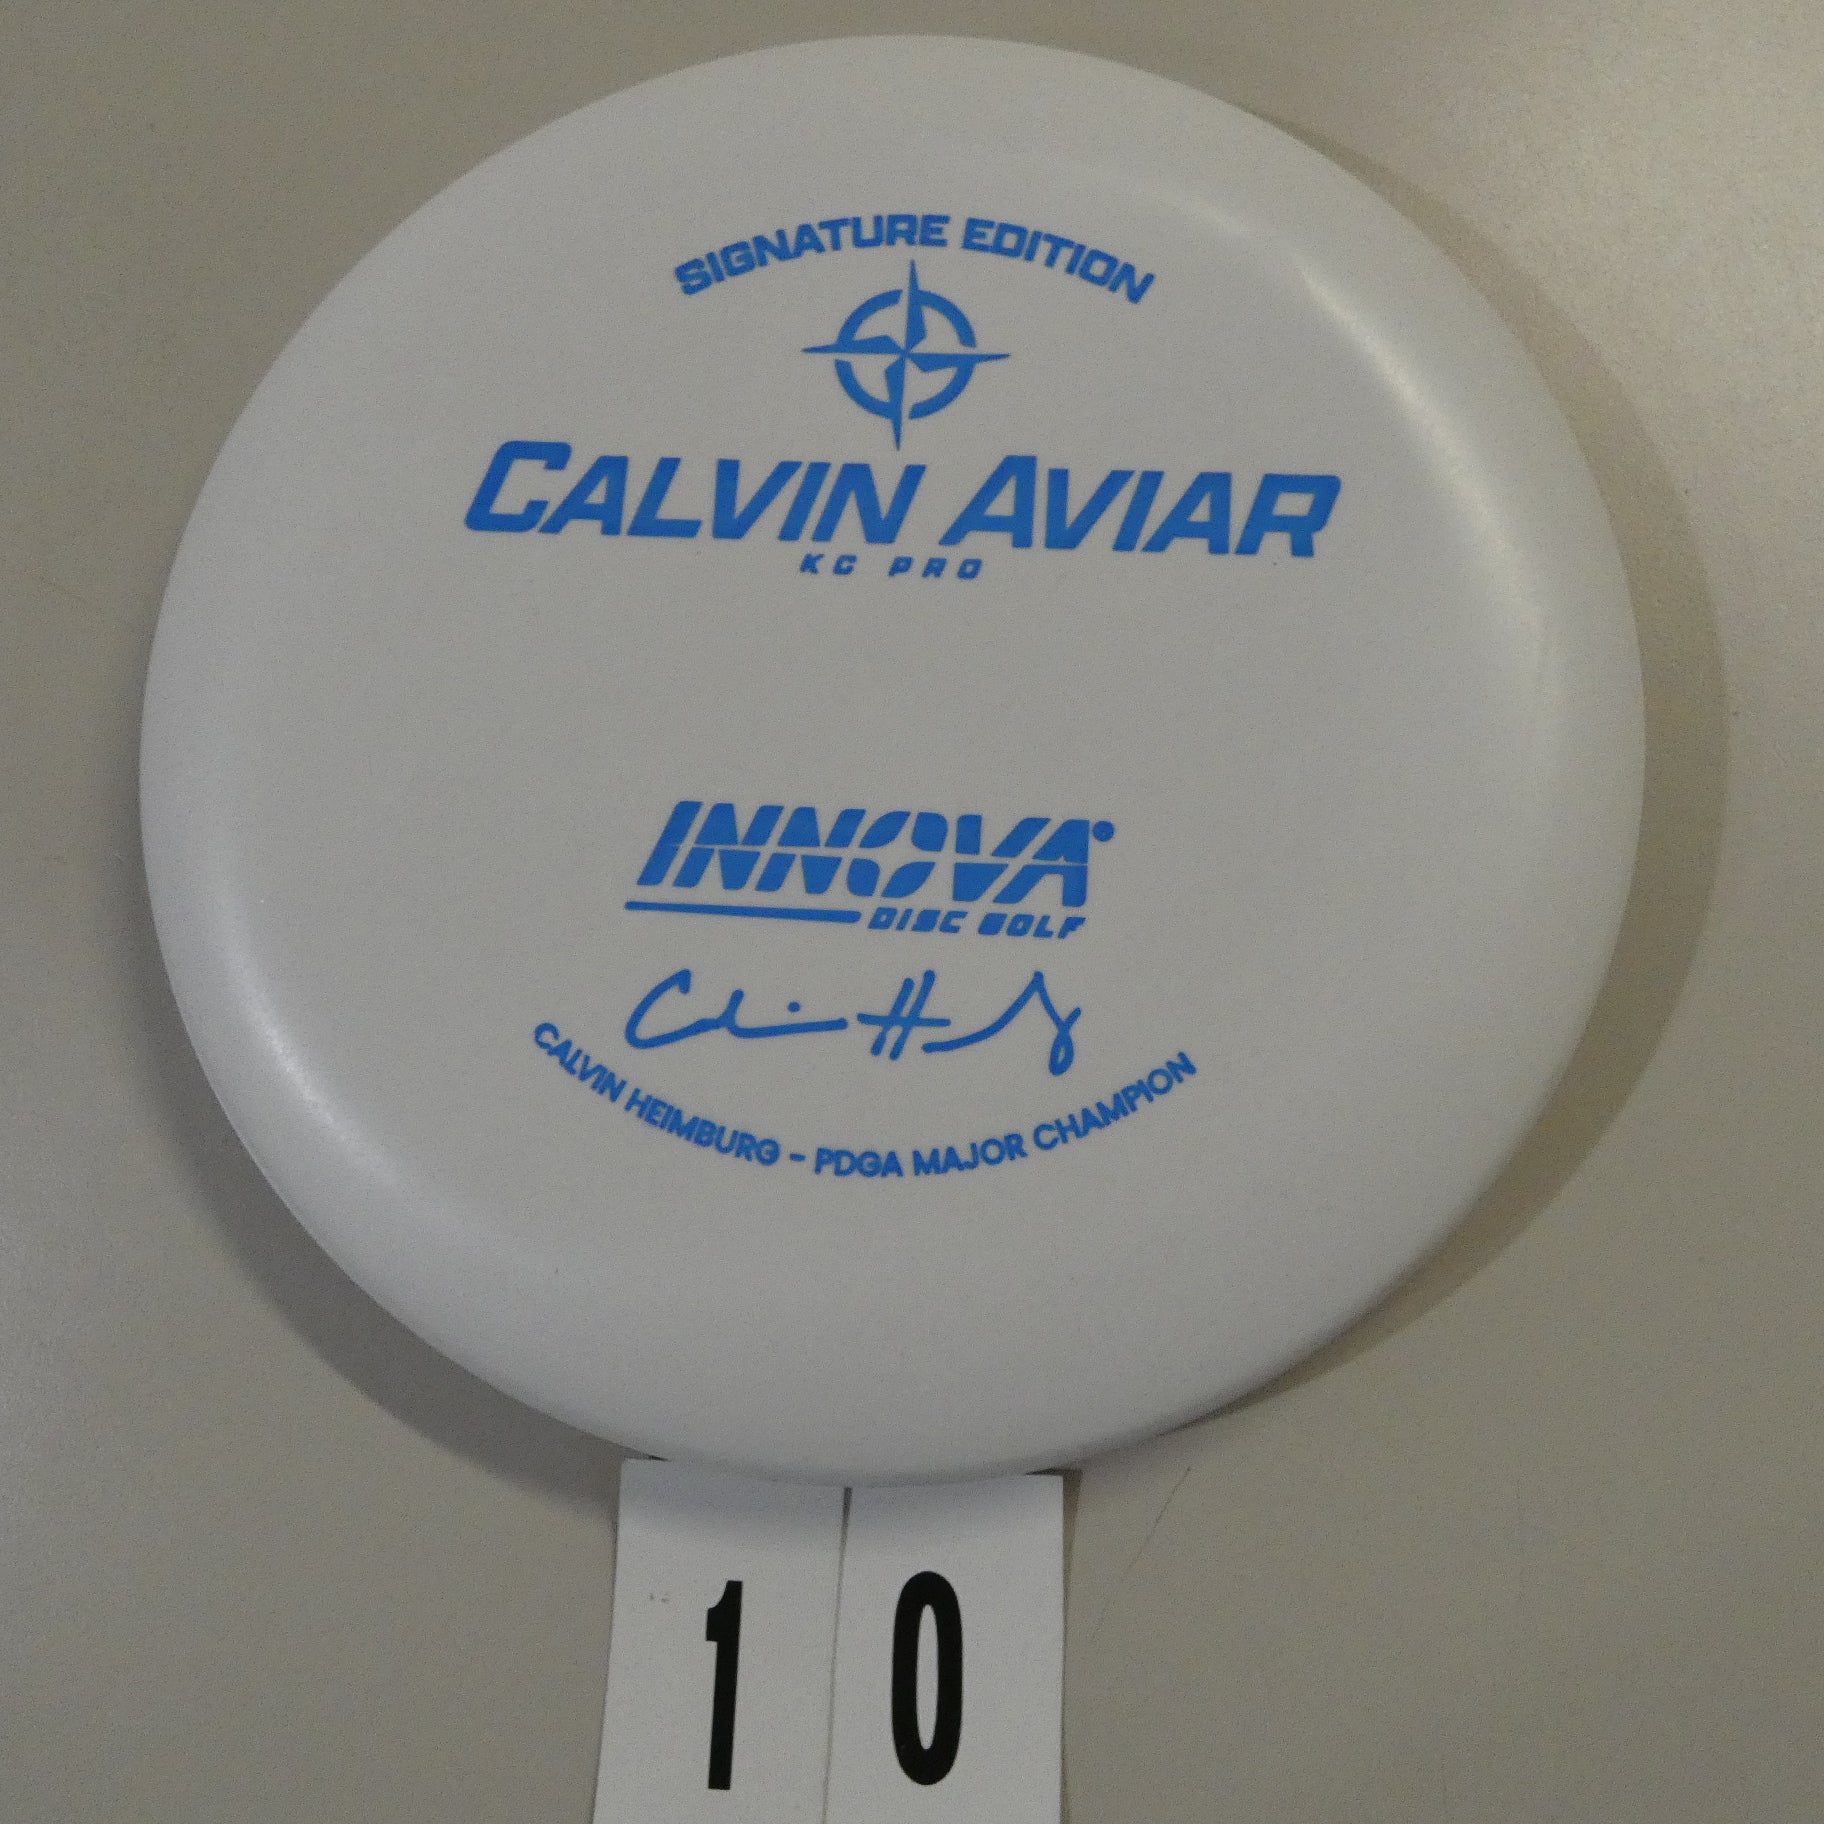 SIGNATURE EDITION
CALVIN AVIAR
KC PRO
INNOVA
DISC GOLF
CALVIN HEIMBURG - PDGA MAJOR CHAMPION
1 0